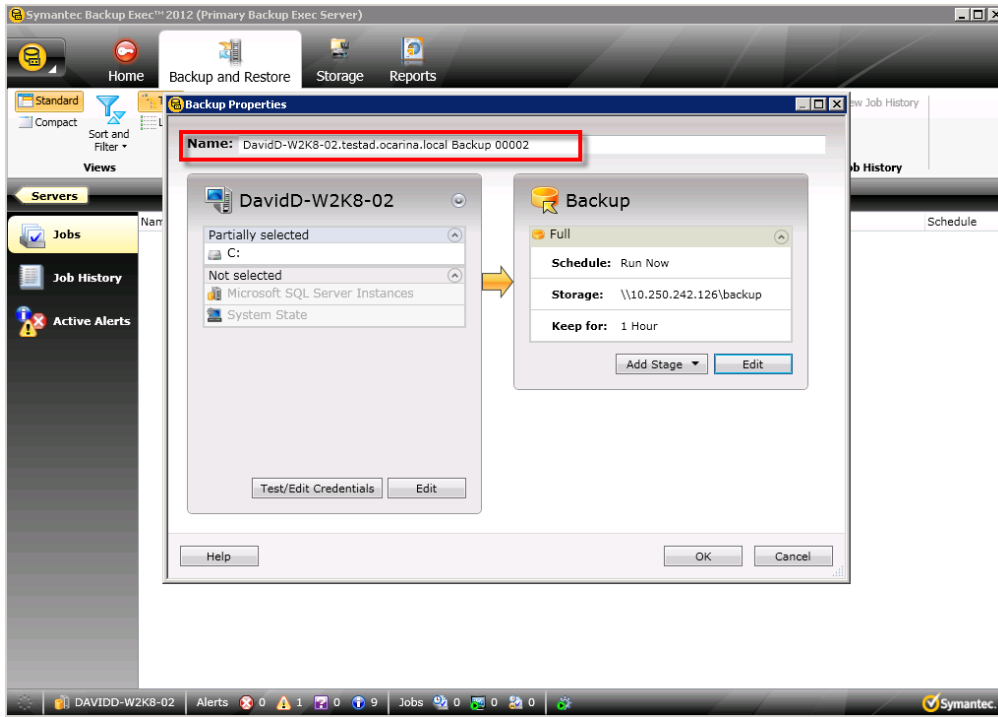 Symantec Backup Exec™ 2012 (Primary Backup Exec Server)
Home
Backup and Restore
Storage
Reports
Standard
Compact
Sort and
Filter
Views
Job History
Job History
Servers
Jobs
Job History
Active Alerts
Schedule
Backup Properties
Name: DavidD-W2K8-02.testad.ocarina.local Backup 00002
DavidD-W2K8-02
Partially selected
C:
Not selected
Microsoft SQL Server Instances
System State
Test/Edit Credentials
Edit
Backup
Full
Schedule: Run Now
Storage: \\10.250.242.126\backup
Keep for: 1 Hour
Add Stage
Edit
Help
OK
Cancel
DAVIDD-W2K8-02 Alerts 0 1 0 9 Jobs 0 0 0
Symantec.